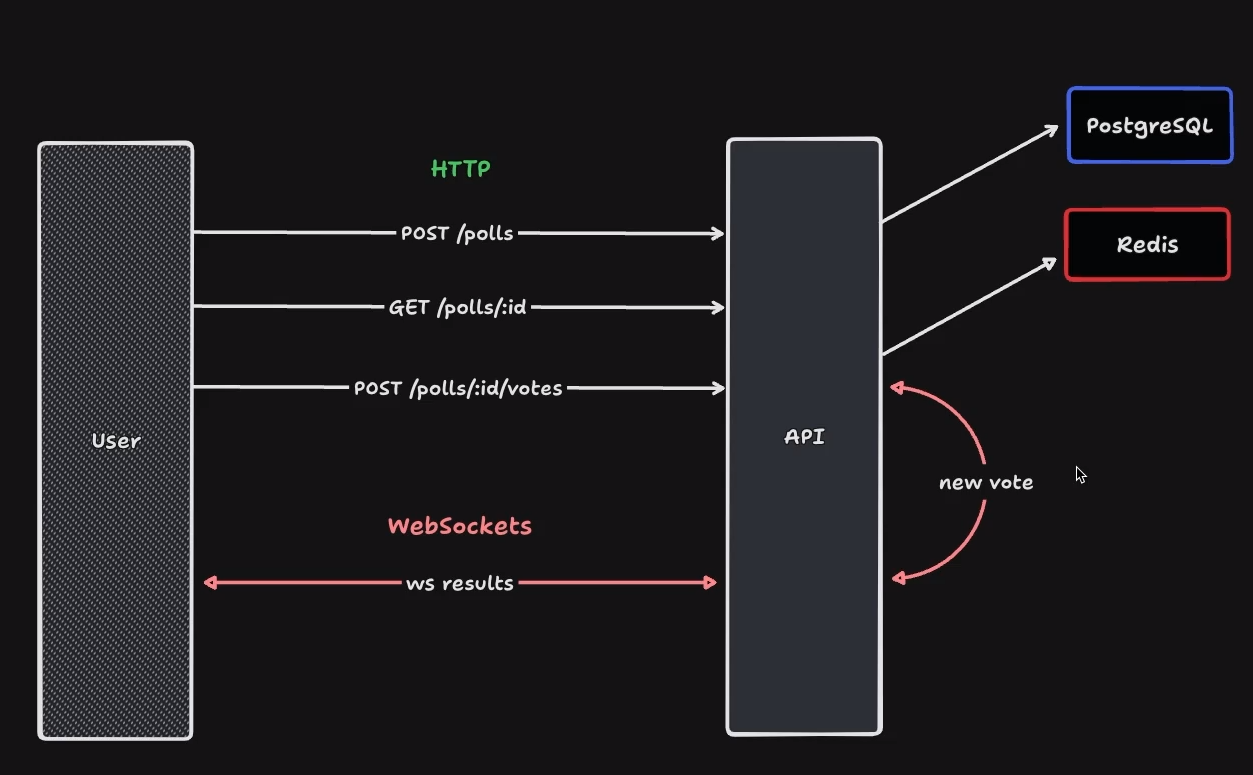 PostgreSQL
HTTP
POST /polls
Redis
GET /polls/:id
POST /polls/:id/votes
User
API
new vote
WebSockets
ws results